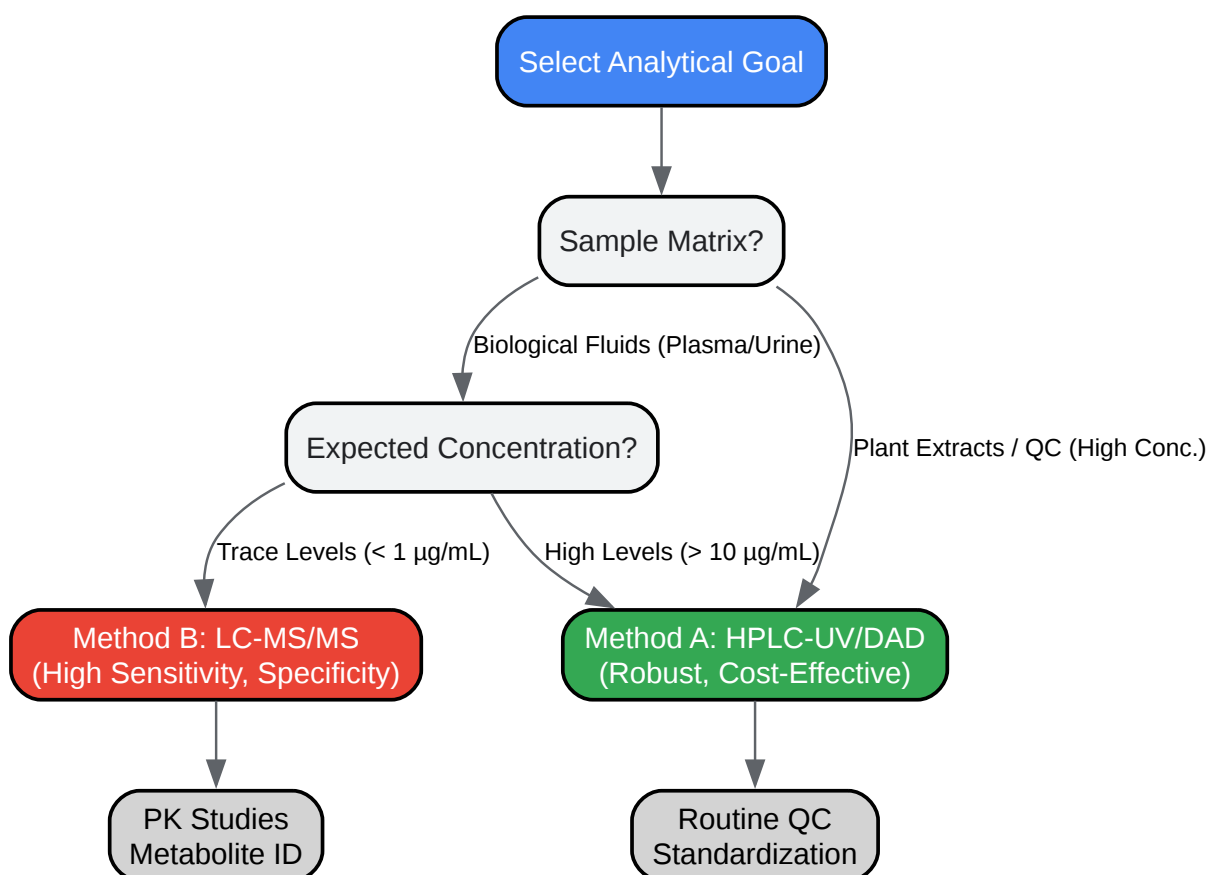 Select Analytical Goal
Sample Matrix?
Biological Fluids (Plasma/Urine)
Expected Concentration?
Plant Extracts / QC (High Conc.)
Trace Levels (< 1 µg/mL)
High Levels (> 10 µg/mL)
Method B: LC-MS/MS
(High Sensitivity, Specificity)
Method A: HPLC-UV/DAD
(Robust, Cost-Effective)
PK Studies
Metabolite ID
Routine QC
Standardization